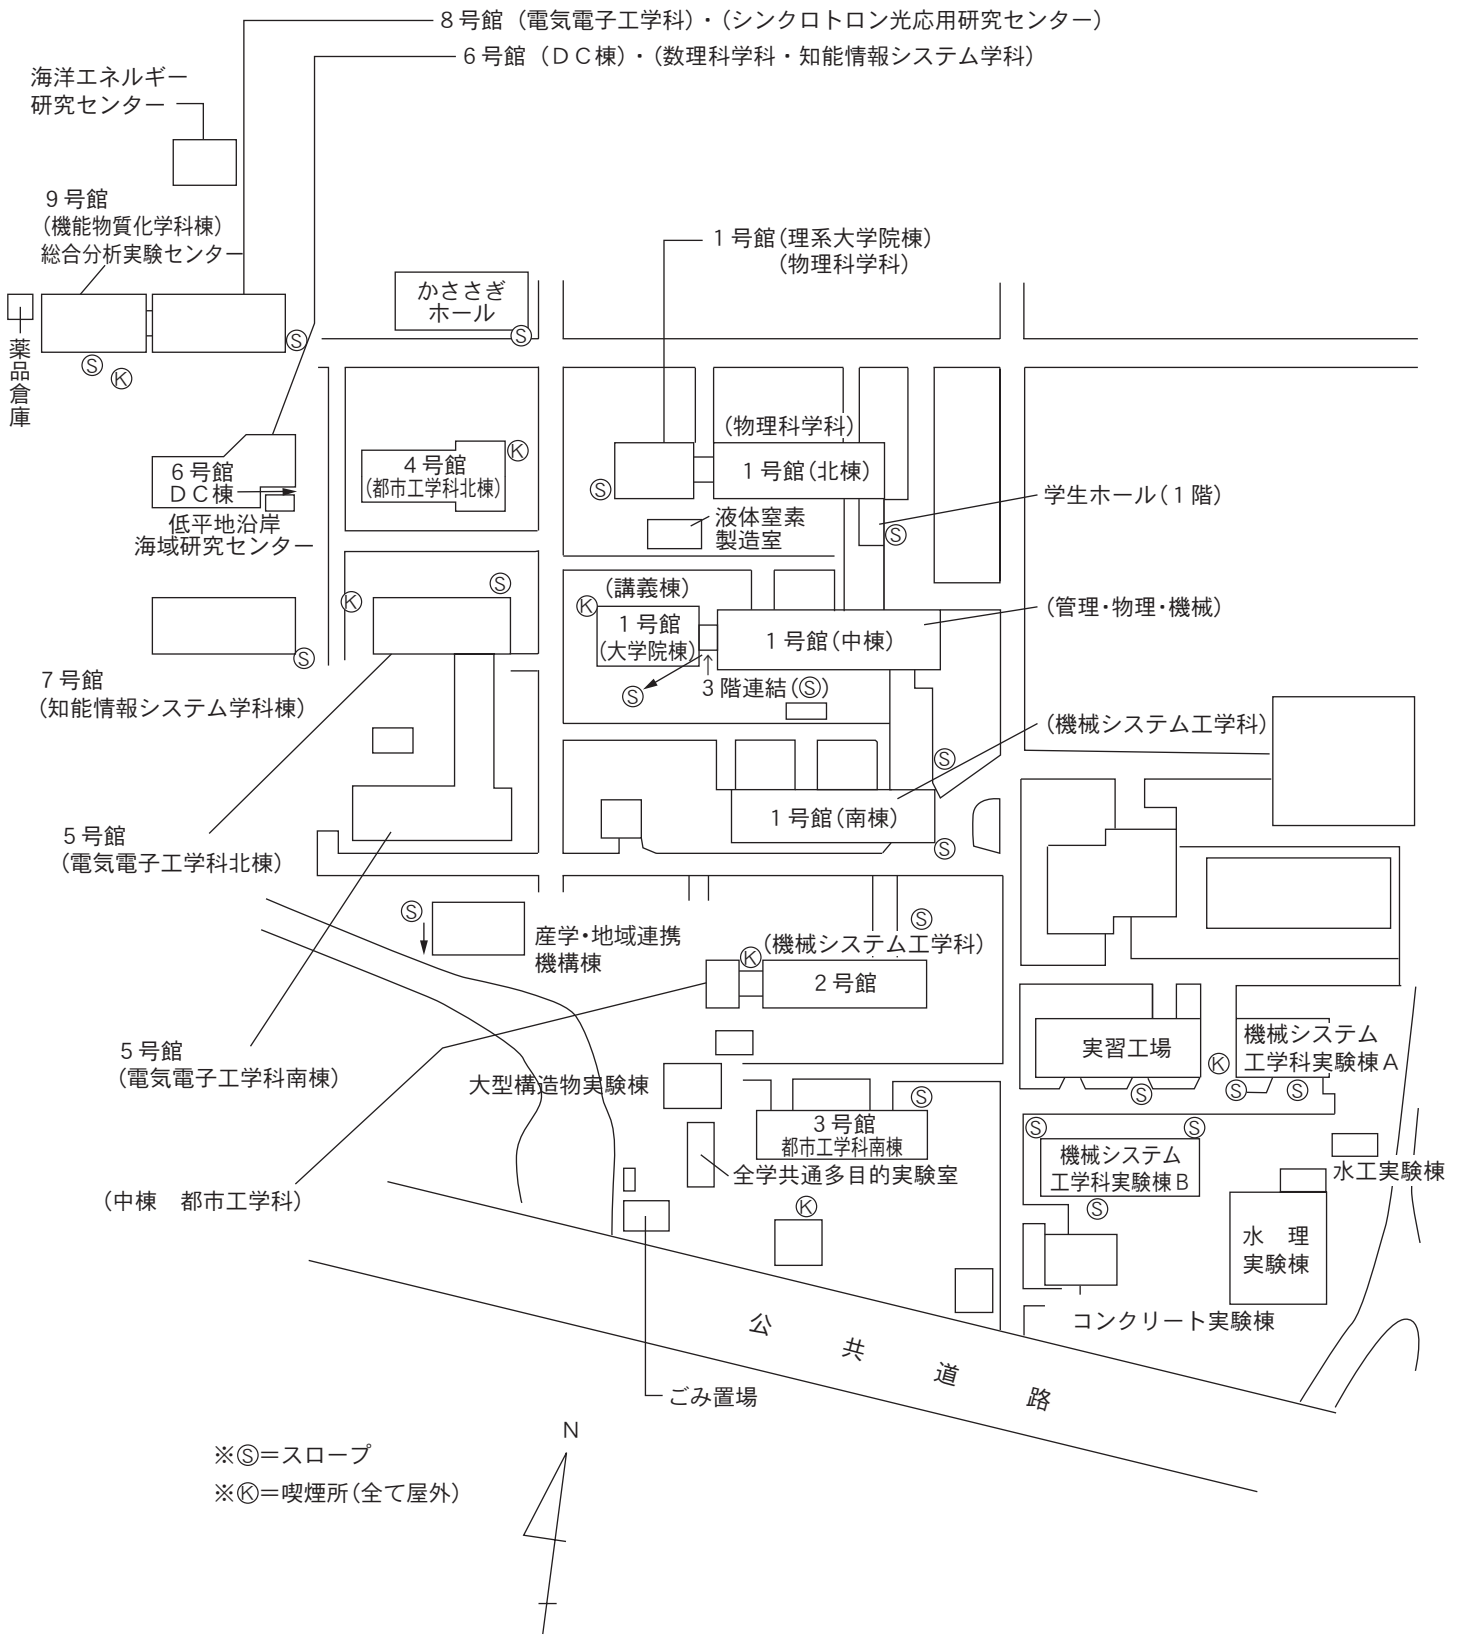 8号館（電気電子工学科）・（シンクロトロン光応用研究センター）
6号館（DC棟）・（数理科学科・知能情報システム学科）
海洋エネルギー
研究センター
9号館
（機能物質化学科棟）
総合分析実験センター
1号館（理系大学院棟）
（物理科学科）
かささぎ
ホール
Ⓢ
Ⓢ
Ⓢ
Ⓚ
薬品倉庫
（物理科学科）
4号館
（都市工学科北棟）
Ⓚ
1号館（北棟）
6号館
DC棟
Ⓢ
学生ホール（1階）
低平地沿岸
海域研究センター
液体窒素
製造室
Ⓢ
Ⓢ
（講義棟）
Ⓚ
Ⓚ
（管理・物理・機械）
1号館
（大学院棟）
1号館（中棟）
Ⓢ
7号館
（知能情報システム学科棟）
Ⓢ
3階連結（Ⓢ）
（機械システム工学科）
Ⓢ
1号館（南棟）
5号館
（電気電子工学科北棟）
Ⓢ
Ⓢ
産学・地域連携
機構棟
Ⓢ
（機械システム工学科）
Ⓚ
2号館
5号館
（電気電子工学科南棟）
大型構造物実験棟
実習工場
機械システム
工学科実験棟A
Ⓚ
Ⓢ
Ⓢ
Ⓢ
Ⓢ
3号館
都市工学科南棟
Ⓢ
Ⓢ
機械システム
工学科実験棟B
全学共通多目的実験室
水工実験棟
（中棟　都市工学科）
Ⓚ
Ⓢ
水　理
実験棟
コンクリート実験棟
公　共　道　路
ごみ置場
N
※Ⓢ＝スロープ
※Ⓚ＝喫煙所（全て屋外）